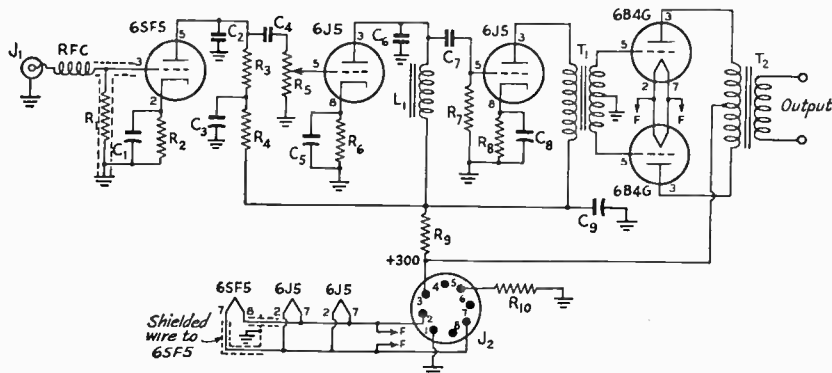 J1
RFC
6SF5
6J5
6J5
6B4G
C2
C4
C6
C7
T1
T2
5
3
2
R3
R5
5
3
8
L1
5
3
8
5
3
2
7
F
F
Output
R1
C1
R2
C3
R4
C5
R6
R7
R8
C8
5
3
6B4G
C9
R9
+300
6SF5
6J5
6J5
7
8
2
7
2
7
Shielded
wire to
6SF5
F
F
3
4
5
6
2
1
8
7
J2
R10